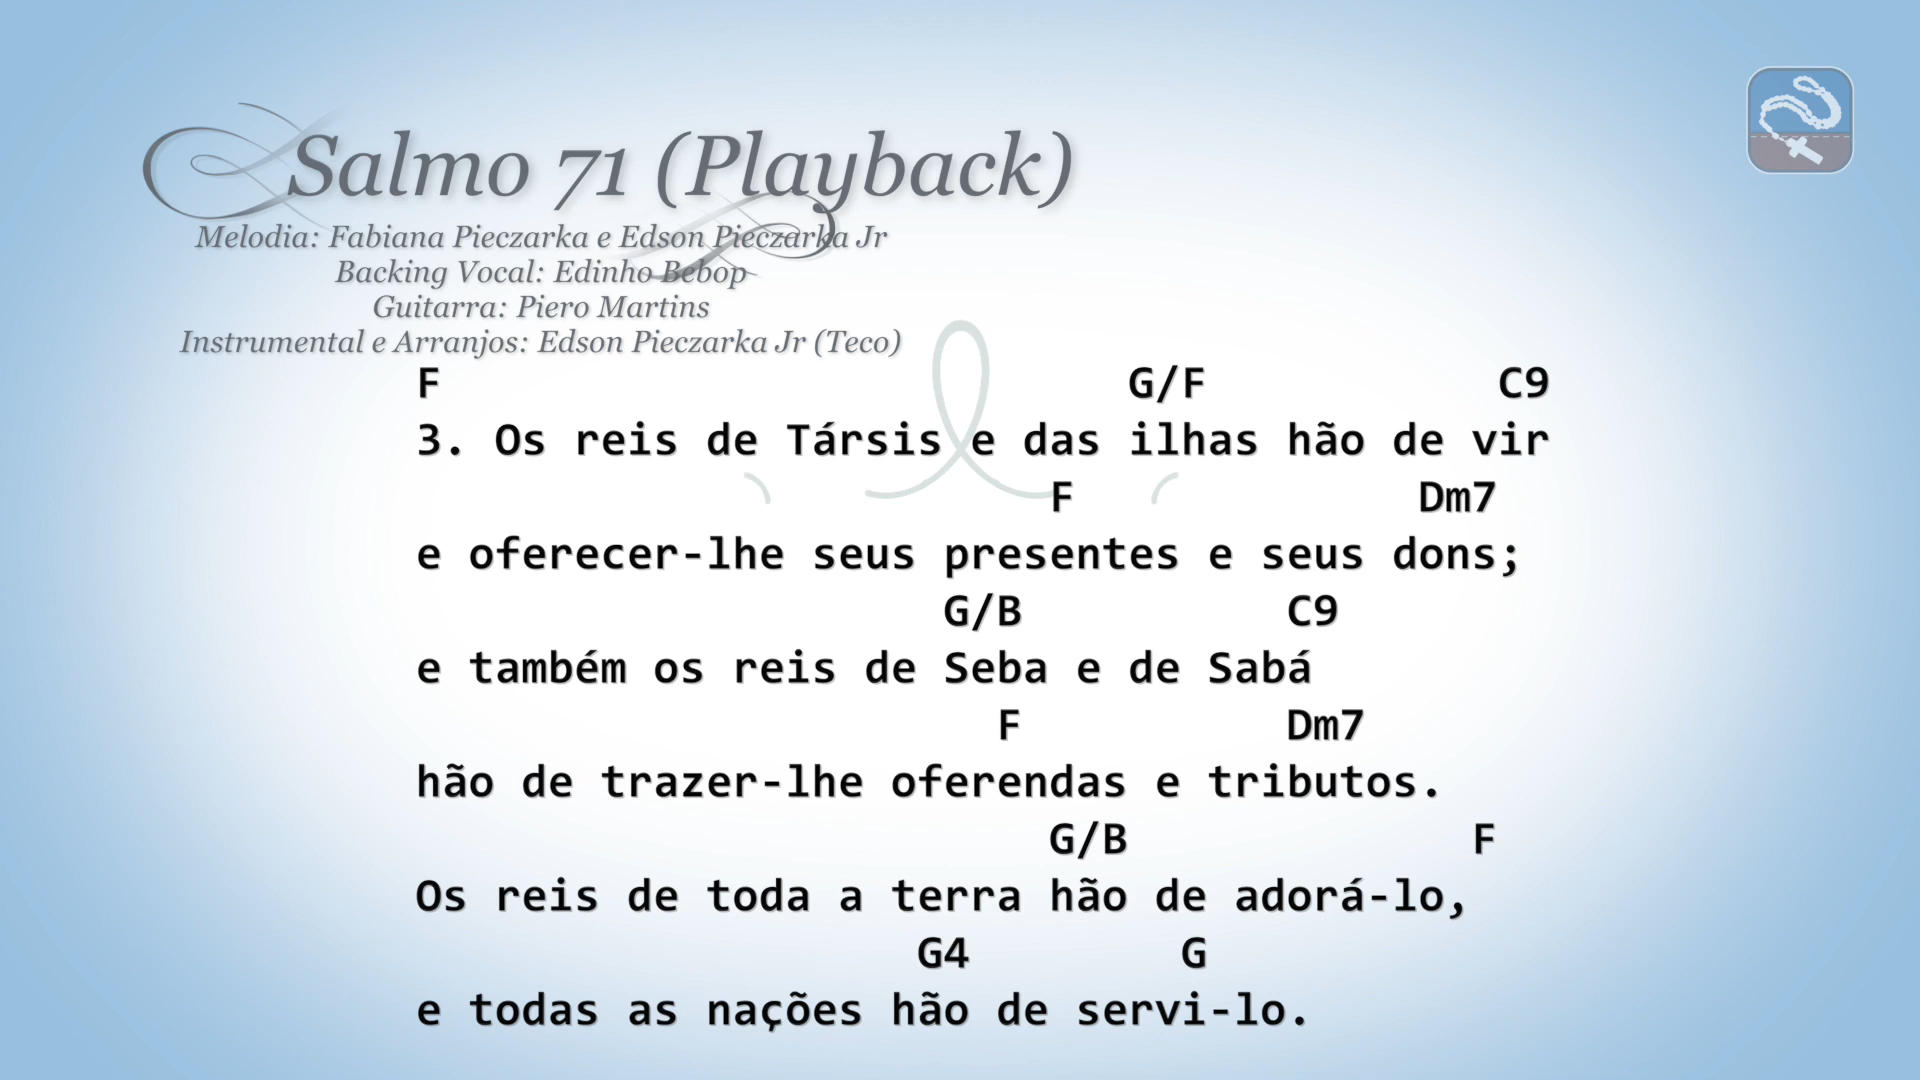 Salmo 71 (Playback)
Melodia: Fabiana Pieczarka e Edson Pieczarka Jr
Backing Vocal: Edinho Bebop
Guitarra: Piero Martins
Instrumental e Arranjos: Edson Pieczarka Jr (Teco)
F G/F C9
3. Os reis de Társis e das ilhas hão de vir
F Dm7
e oferecer-lhe seus presentes e seus dons;
G/B C9
e também os reis de Seba e de Sabá
F Dm7
hão de trazer-lhe oferendas e tributos.
G/B F
Os reis de toda a terra hão de adorá-lo,
G4 G
e todas as nações hão de servi-lo.